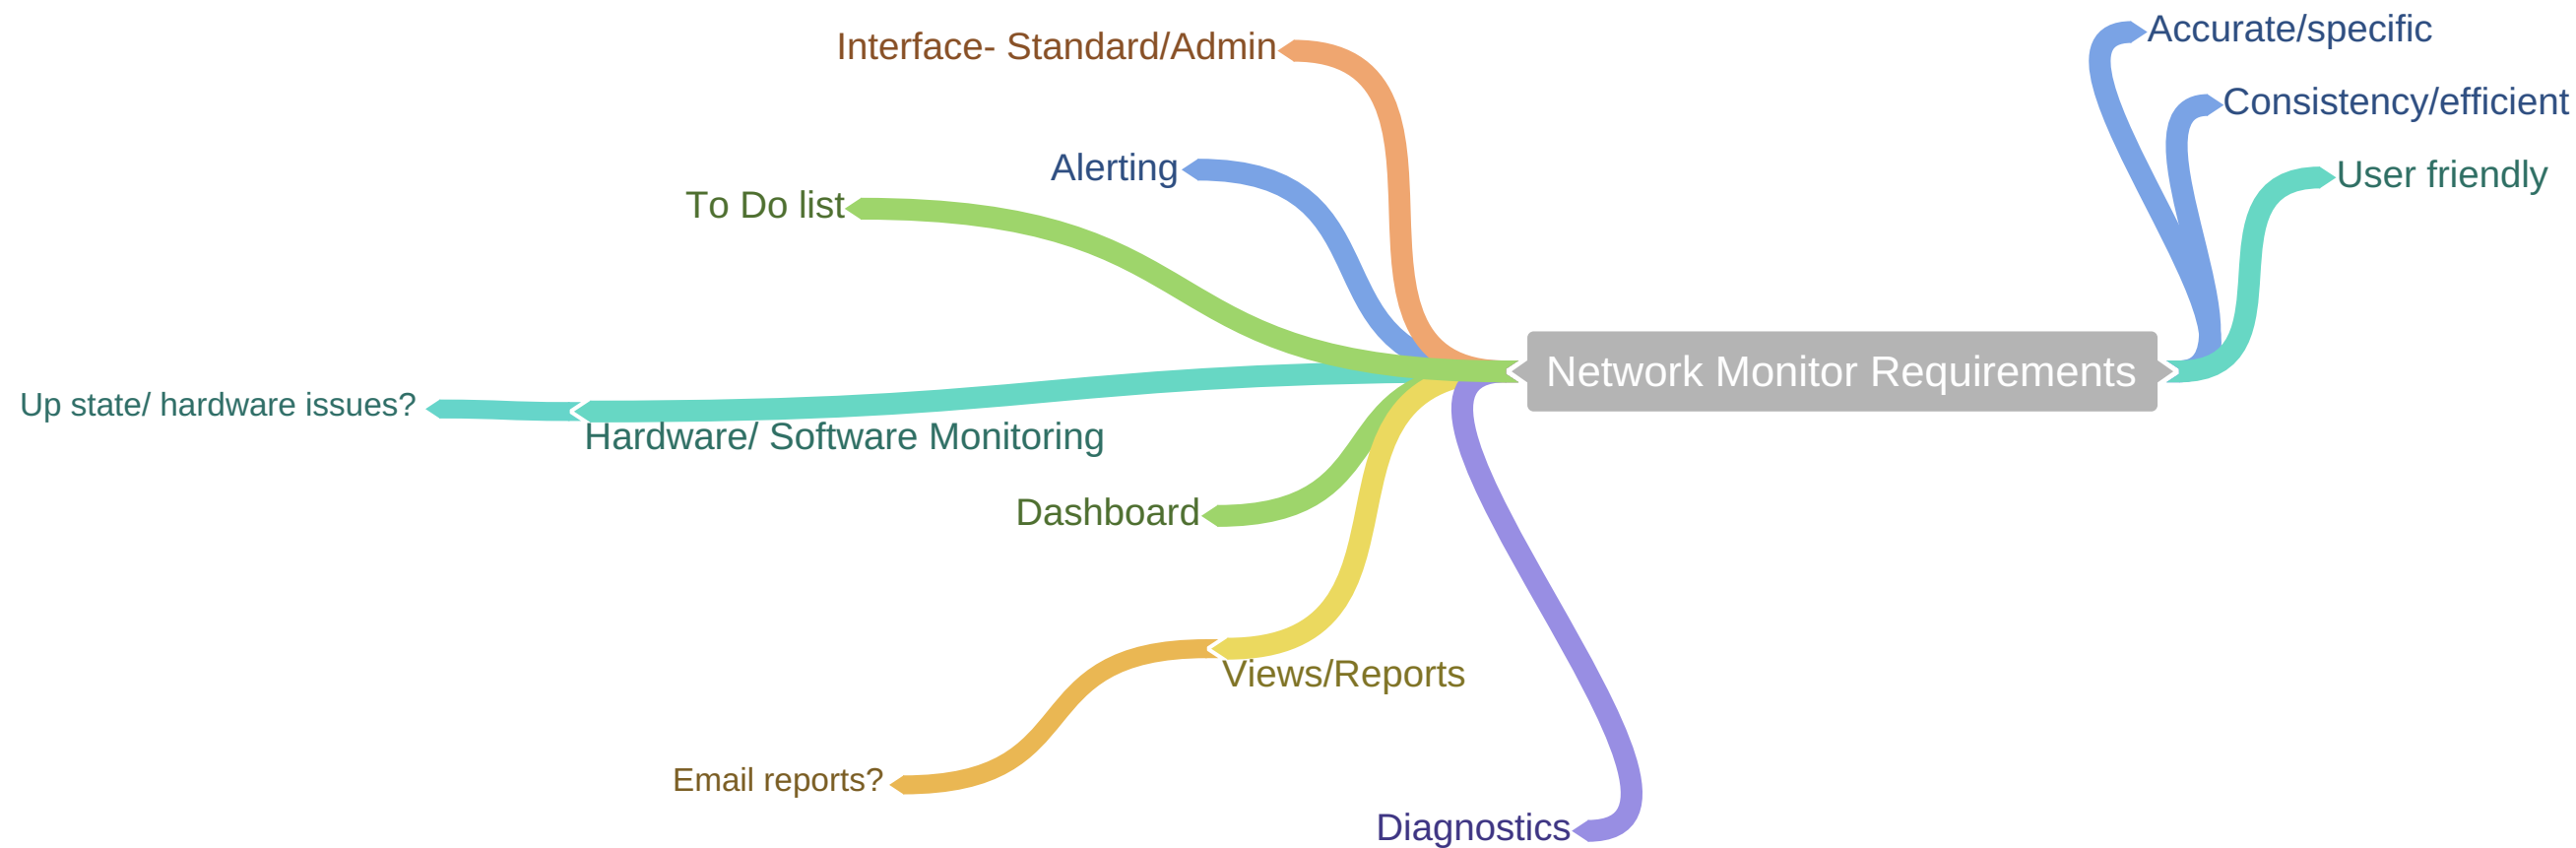 Interface- Standard/Admin
Alerting
To Do list
Up state/ hardware issues?
Hardware/ Software Monitoring
Dashboard
Views/Reports
Email reports?
Diagnostics
Network Monitor Requirements
Accurate/specific
Consistency/efficient
User friendly